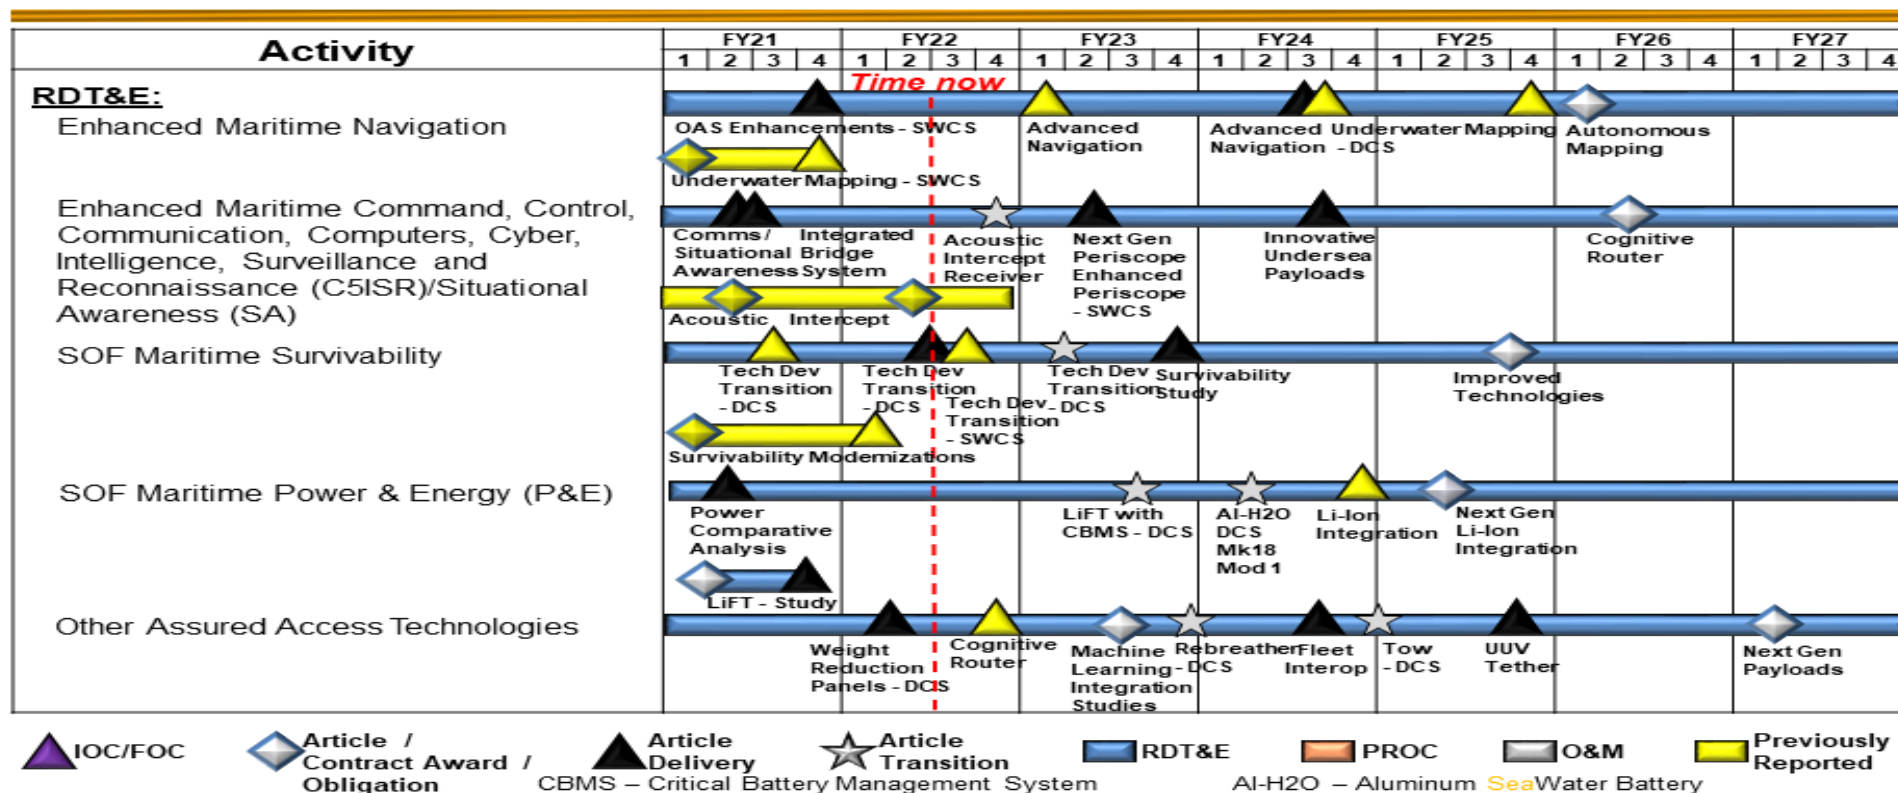 Activity
FY21 FY22 FY23 FY24 FY25 FY26 FY27
1 2 3 4 1 2 3 4 1 2 3 4 1 2 3 4 1 2 3 4 1 2 3 4 1 2 3 4
Time now
RDT&E:
Enhanced Maritime Navigation
OAS Enhancements - SWCS
Advanced
Navigation
Advanced
Navigation - DCS
Underwater Mapping
Autonomous
Mapping
Underwater Mapping - SWCS
Enhanced Maritime Command, Control,
Communication, Computers, Cyber,
Intelligence, Surveillance and
Reconnaissance (C5ISR)/Situational
Awareness (SA)
Comms /
Situational
Awareness
Integrated
Bridge
System
Acoustic
Intercept
Receiver
Next Gen
Periscope
Enhanced
Periscope
- SWCS
Innovative
Undersea
Payloads
Cognitive
Router
Acoustic Intercept
SOF Maritime Survivability
Tech Dev
Transition
- DCS
Tech Dev
Transition
- DCS
Tech Dev
Transition
- SWCS
Tech Dev
Transition
- DCS
Survivability
Study
Improved
Technologies
Survivability Modernizations
SOF Maritime Power & Energy (P&E)
Power
Comparative
Analysis
LiFT with
CBMS - DCS
Al-H2O
DCS
Mk18
Mod 1
Li-Ion
Integration
Next Gen
Li-Ion
Integration
LiFT - Study
Other Assured Access Technologies
Weight
Reduction
Panels - DCS
Cognitive
Router
Machine
Learning
Integration
Studies
Rebreather
- DCS
Fleet
Interop
Tow
- DCS
UUV
Tether
Next Gen
Payloads
IOC/FOC
Article /
Contract Award /
Obligation
Article
Delivery
Article
Transition
RDT&E
PROC
O&M
Previously
Reported
CBMS – Critical Battery Management System
Al-H2O – Aluminum SeaWater Battery